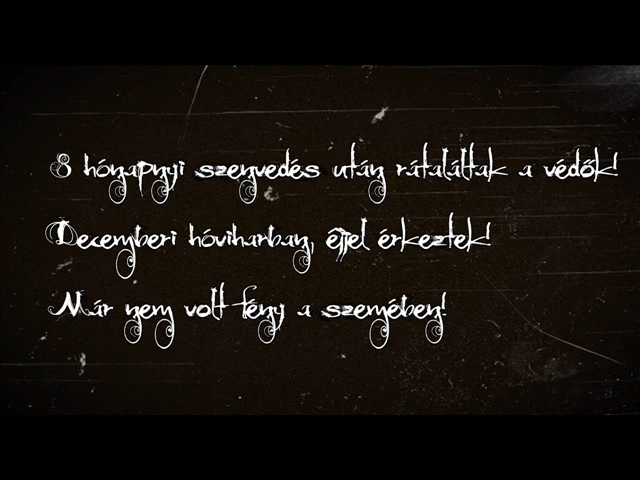 8 hónapnyi szenvedés után rátaláltak a védők!
Decemberi hóviharban, éjjel érkeztek!
Már nem volt fény a szemében!